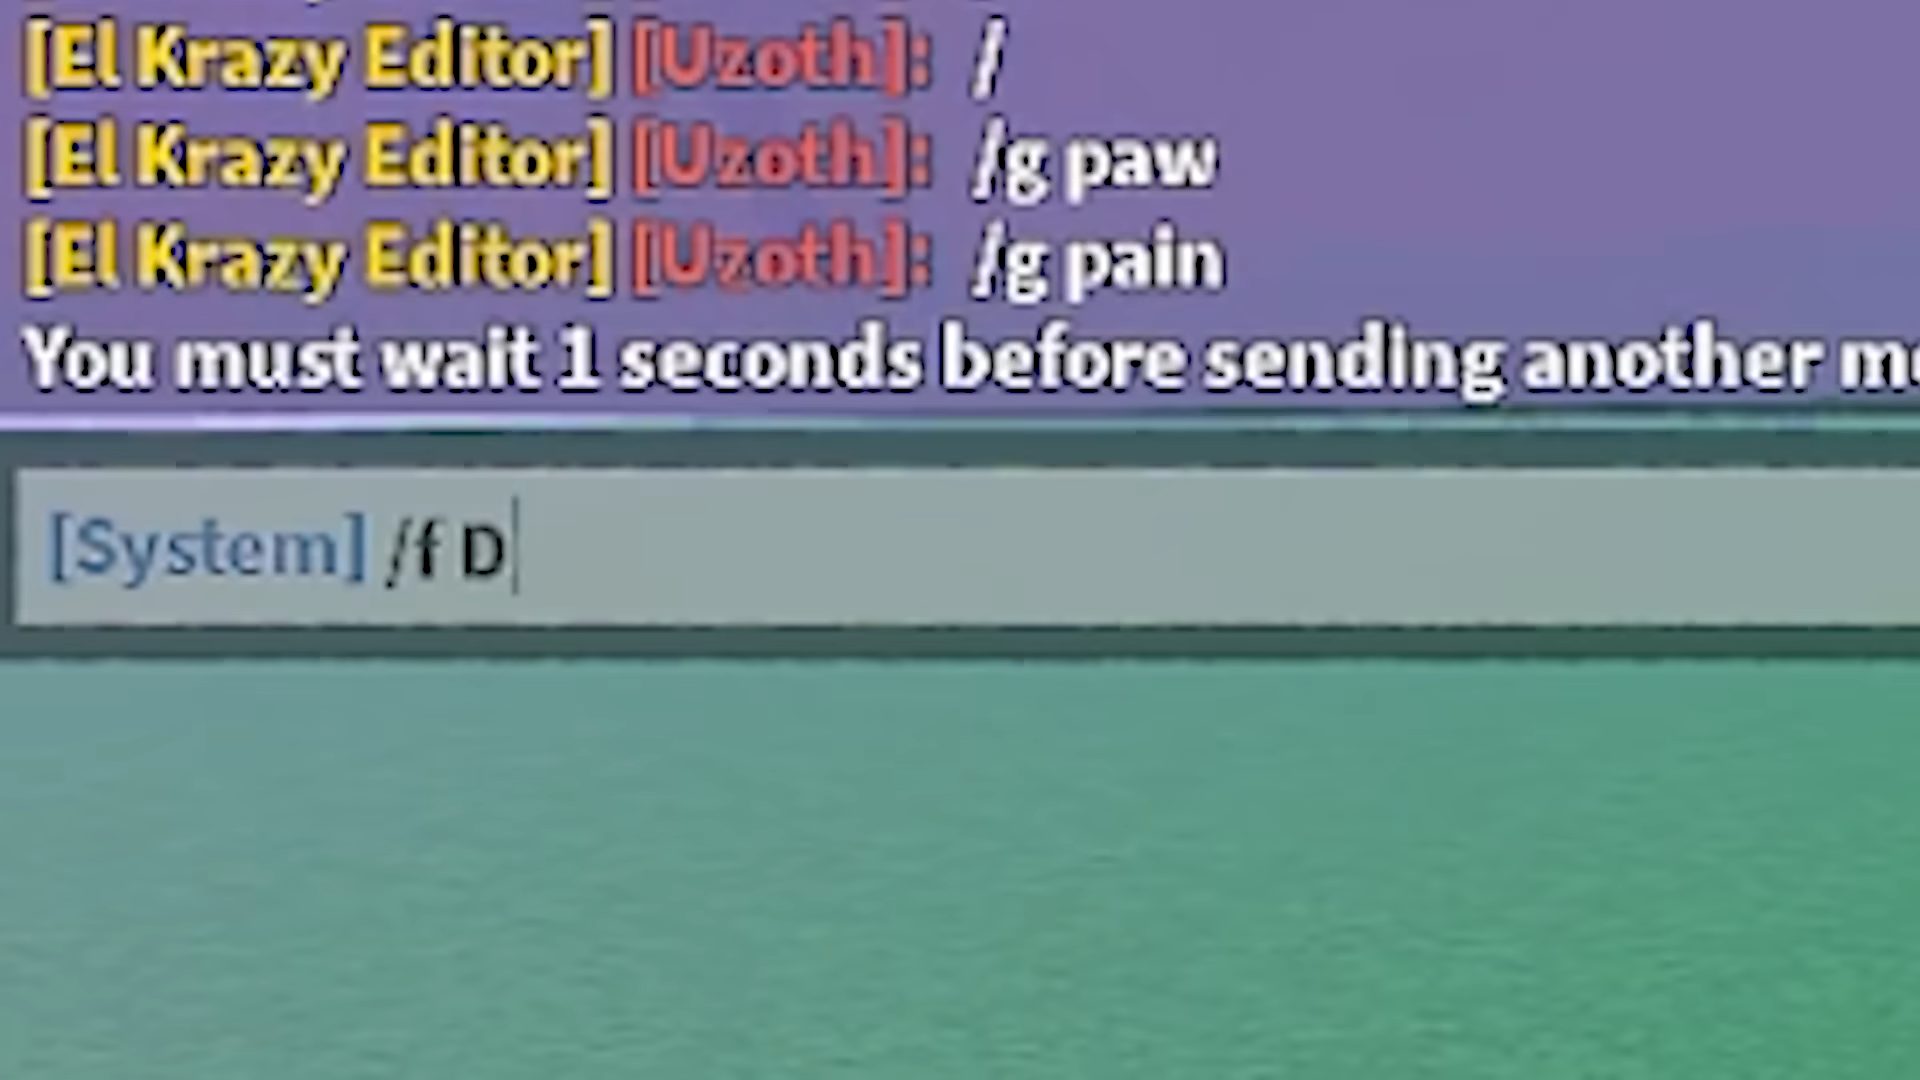 [El Krazy Editor] [Uzoth]: /
[El Krazy Editor] [Uzoth]: /g paw
[El Krazy Editor] [Uzoth]: /g pain
You must wait 1 seconds before sending another
[System] /f D